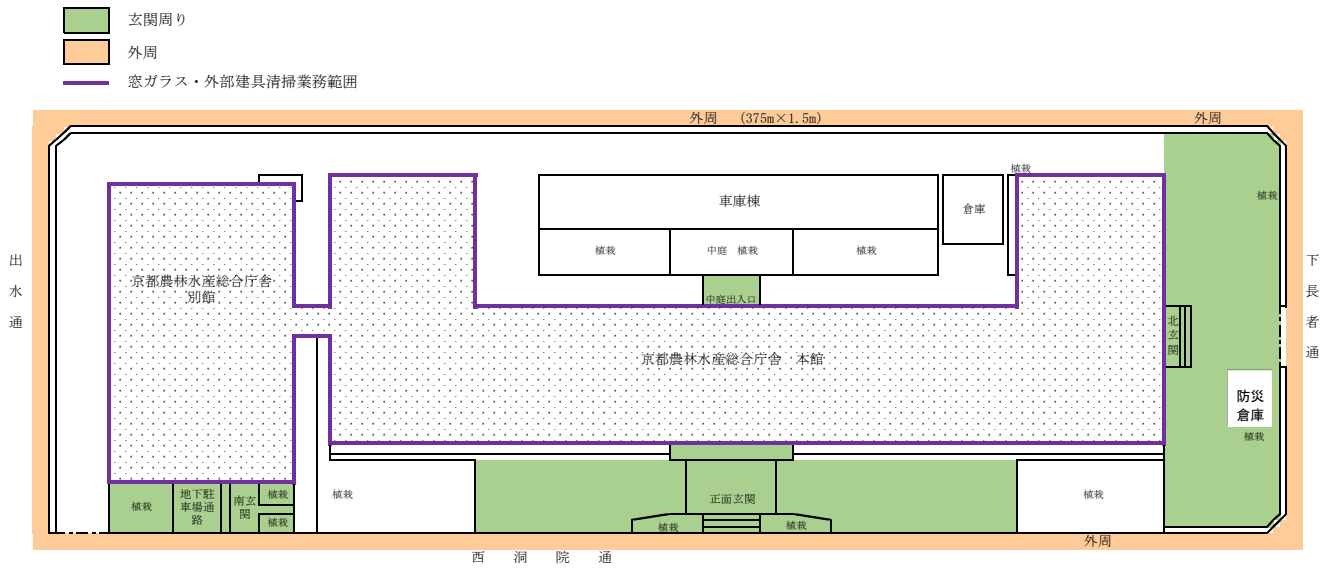 玄関周り
外周
窓ガラス・外部建具清掃業務範囲
外周　（375m×1.5m）
外周
植栽
車庫棟
倉庫
植栽
植栽
中庭　植栽
植栽
出水通
京都農林水産総合庁舎
別館
下長者通
中庭出入口
北玄関
京都農林水産総合庁舎　本館
防災
倉庫
植栽
植栽
地下駐
車場通
路
南玄
関
植栽
植栽
植栽
正面玄関
植栽
植栽
植栽
外周
西　洞　院　通